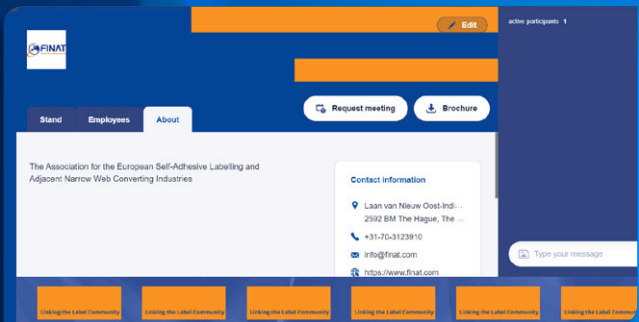 Edit
active participants 1
FINAT
Request meeting
Brochure
Stand
Employees
About
The Association for the European Self-Adhesive Labelling and
Adjacent Narrow Web Converting Industries
Contact information
Laan van Nieuw Oost-Indi...
2592 BM The Hague, The ...
+31-70-3123910
info@finat.com
https://www.finat.com
Type your message
Linking the Label Community
Linking the Label Community
Linking the Label Community
Linking the Label Community
Linking the Label Community
Linking the Label Commun